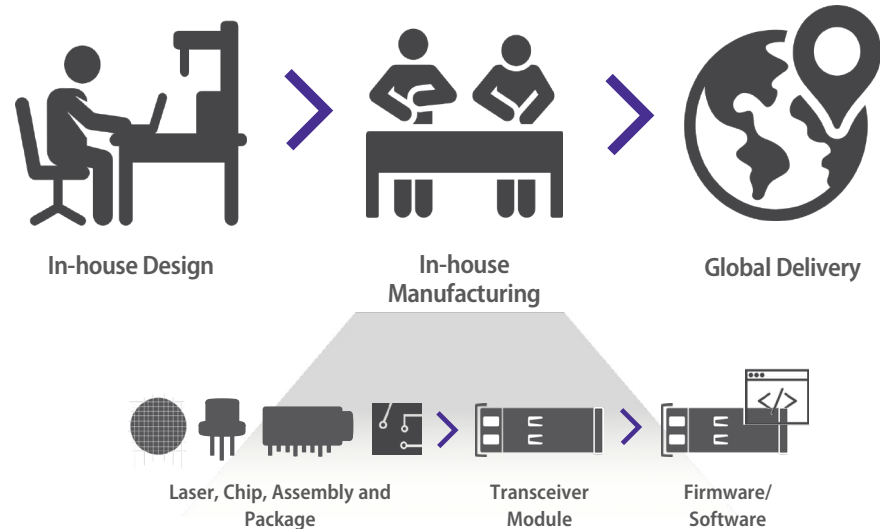 In-house Design
In-house
Manufacturing
Global Delivery
</>
Laser, Chip, Assembly and
Package
Transceiver
Module
Firmware/
Software